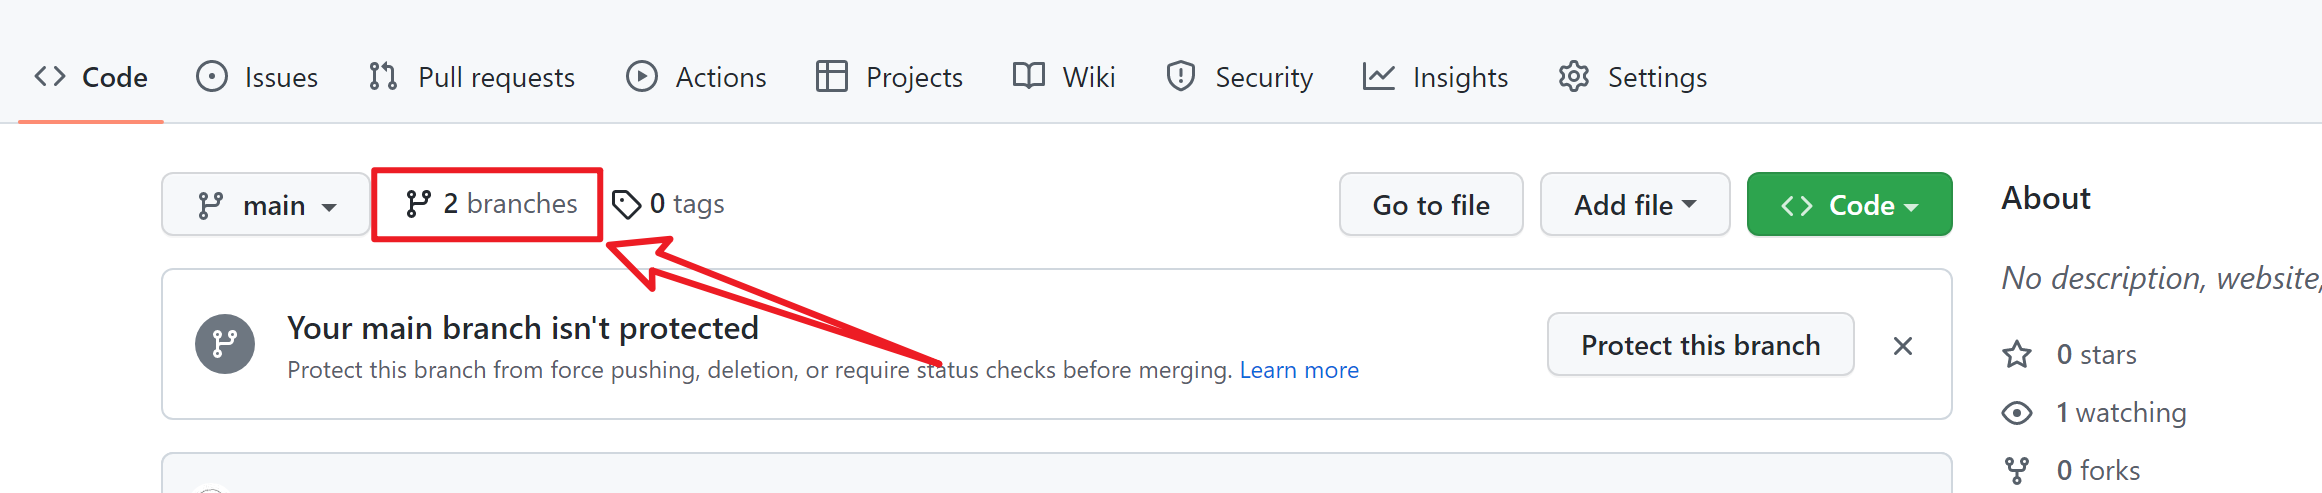 Code Issues Pull requests Actions Projects Wiki Security Insights Settings
main 2 branches 0 tags Go to file Add file Code
About
No description, website,
Your main branch isn't protected
Protect this branch from force pushing, deletion, or require status checks before merging. Learn more
Protect this branch
0 stars
1 watching
0 forks